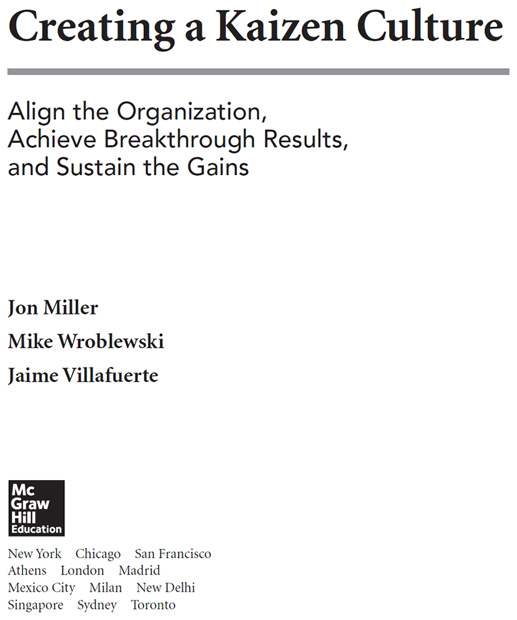 Creating a Kaizen Culture
Align the Organization,
Achieve Breakthrough Results,
and Sustain the Gains
Jon Miller
Mike Wroblewski
Jaime Villafuerte
Mc
Graw
Hill
Education
New York Chicago San Francisco
Athens London Madrid
Mexico City Milan New Delhi
Singapore Sydney Toronto